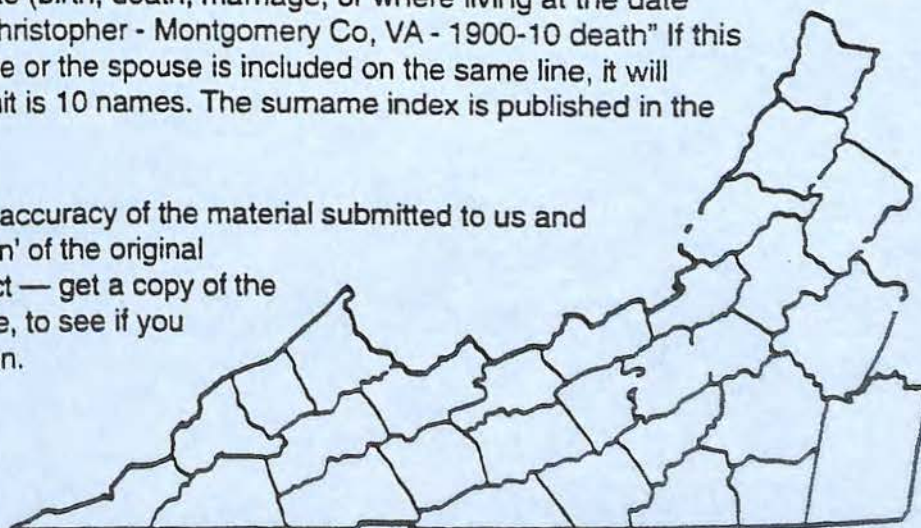 (birth, death, marriage, or where living at the date
hristopher - Montgomery Co, VA - 1900-10 death" If this
e or the spouse is included on the same line, it will
it is 10 names. The surname index is published in the
accuracy of the material submitted to us and
n' of the original
ct — get a copy of the
e, to see if you
n.